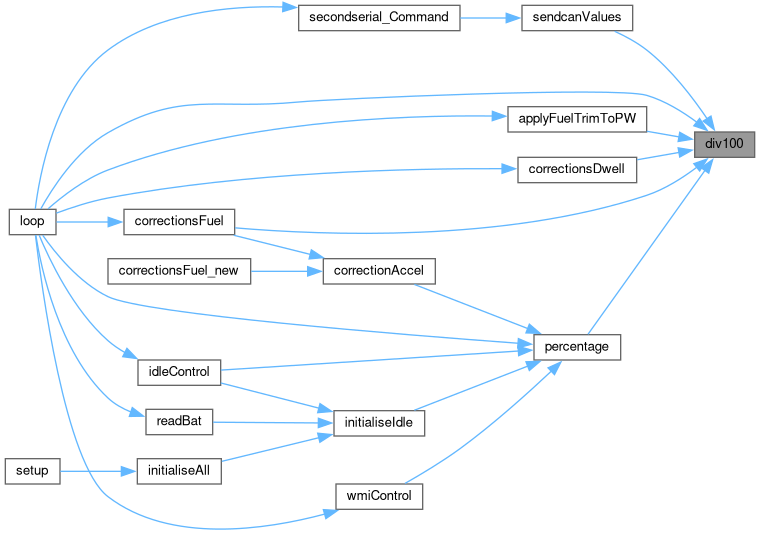 secondserial_Command
sendcanValues
applyFuelTrimToPW
div100
correctionsDwell
loop
correctionsFuel
correctionsFuel_new
correctionAccel
percentage
idleControl
readBat
initialiseIdle
setup
initialiseAll
wmiControl